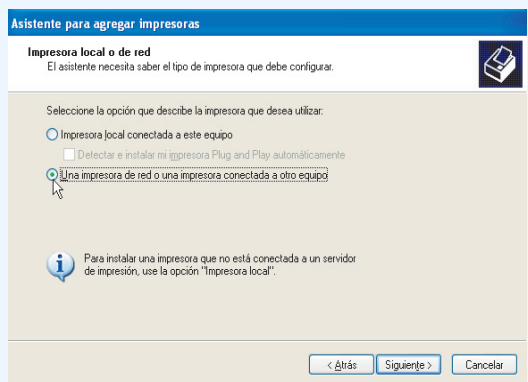 Asistente para agregar impresoras
Impresora local o de red
El asistente necesita saber el tipo de impresora que debe configurar.
Seleccione la opción que describe la impresora que desea utilizar:
Impresora local conectada a este equipo
Detectar e instalar mi impresora Plug and Play automáticamente
Una impresora de red o una impresora conectada a otro equipo
Para instalar una impresora que no está conectada a un servidor
de impresión, use la opción "Impresora local".
< Atrás Siguiente > Cancelar